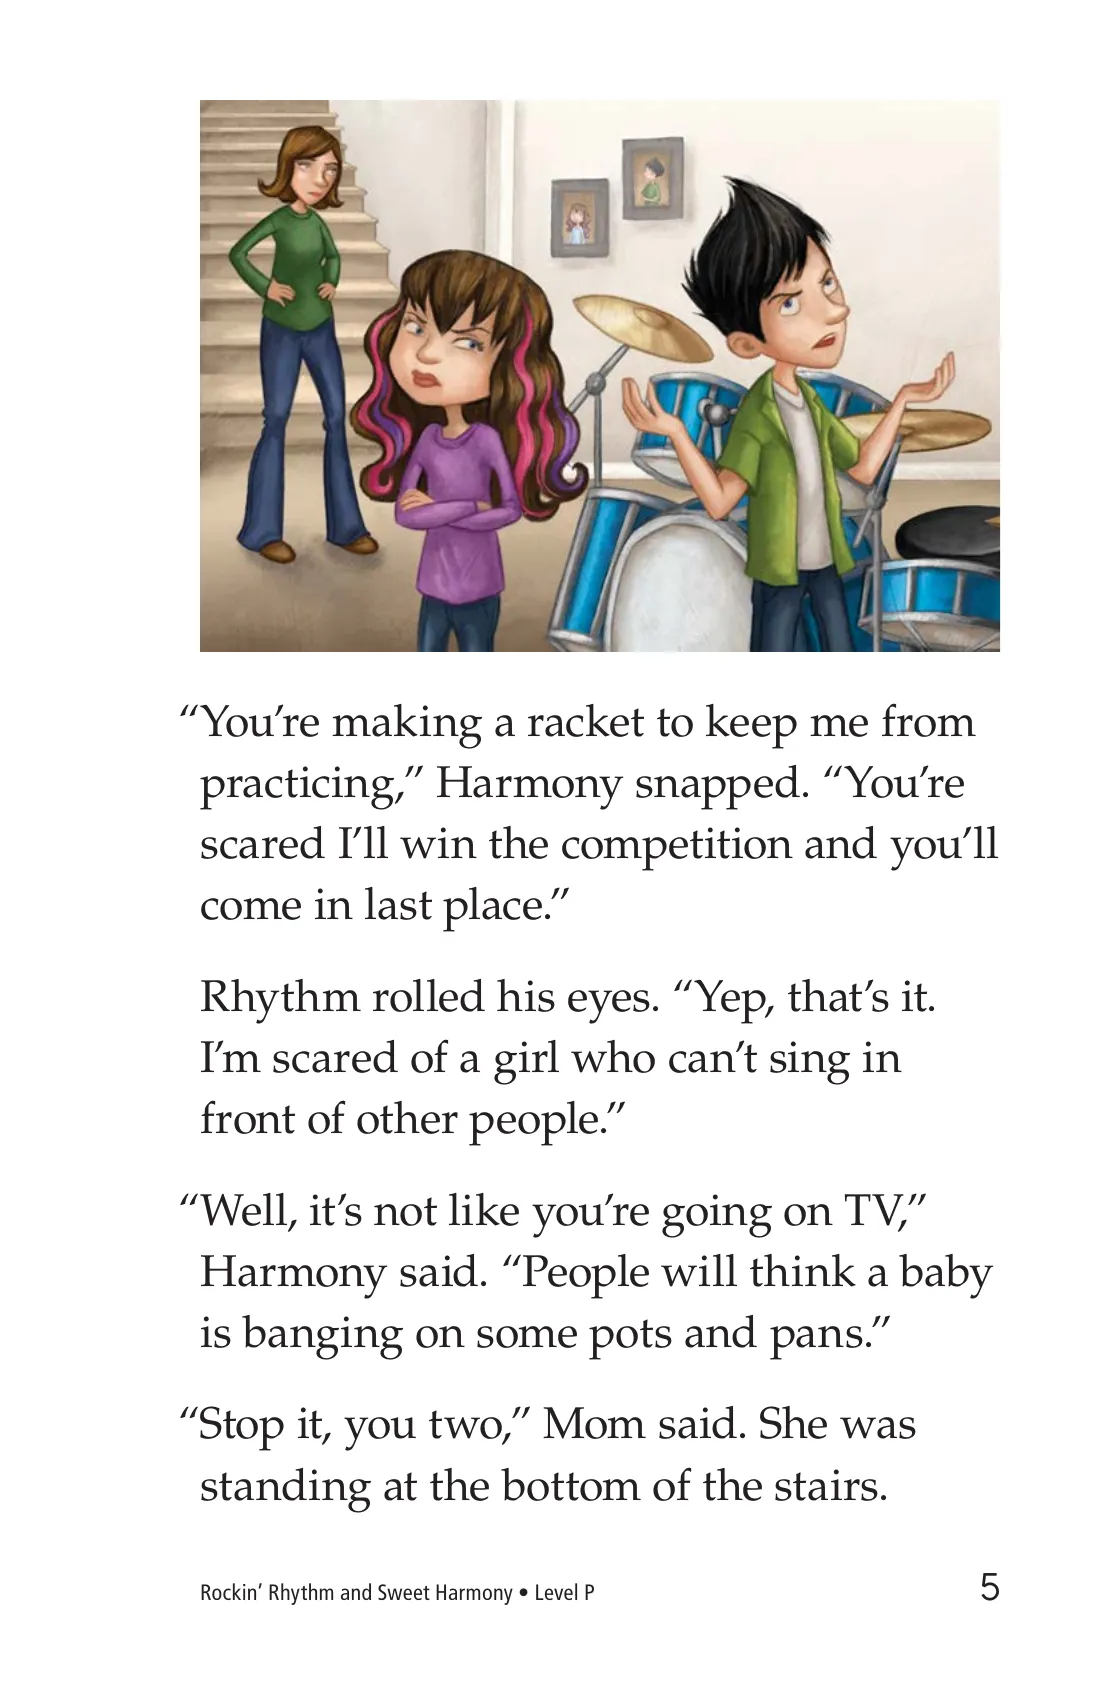 “You’re making a racket to keep me from
practicing,” Harmony snapped. “You’re
scared I’ll win the competition and you’ll
come in last place.”
Rhythm rolled his eyes. “Yep, that’s it.
I’m scared of a girl who can’t sing in
front of other people.”
“Well, it’s not like you’re going on TV,”
Harmony said. “People will think a baby
is banging on some pots and pans.”
“Stop it, you two,” Mom said. She was
standing at the bottom of the stairs.
Rockin’ Rhythm and Sweet Harmony • Level P 5